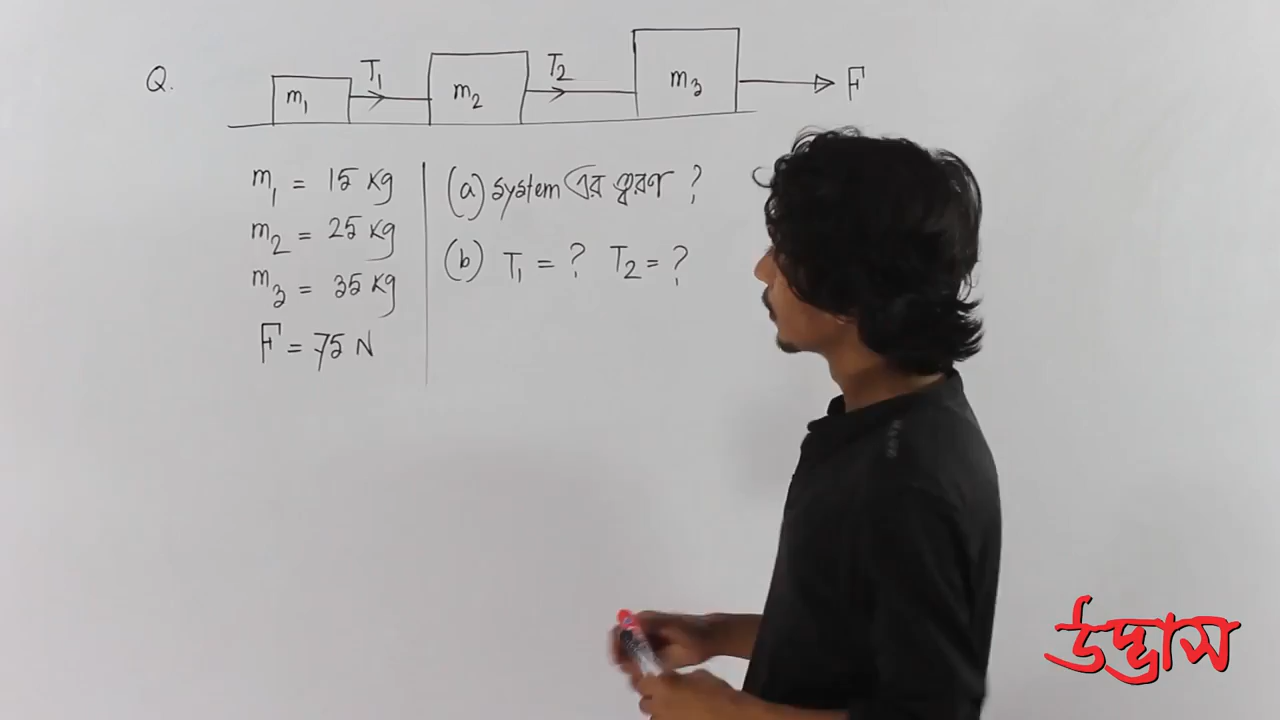 Q. m₁ T₁ m₂ T₂ m₃ F
m₁ = 15 kg
m₂ = 25 kg
m₃ = 35 kg
F = 75 N
(a) system এর ত্বরণ ?
(b) T₁ = ? T₂ = ?
উদ্ভাস